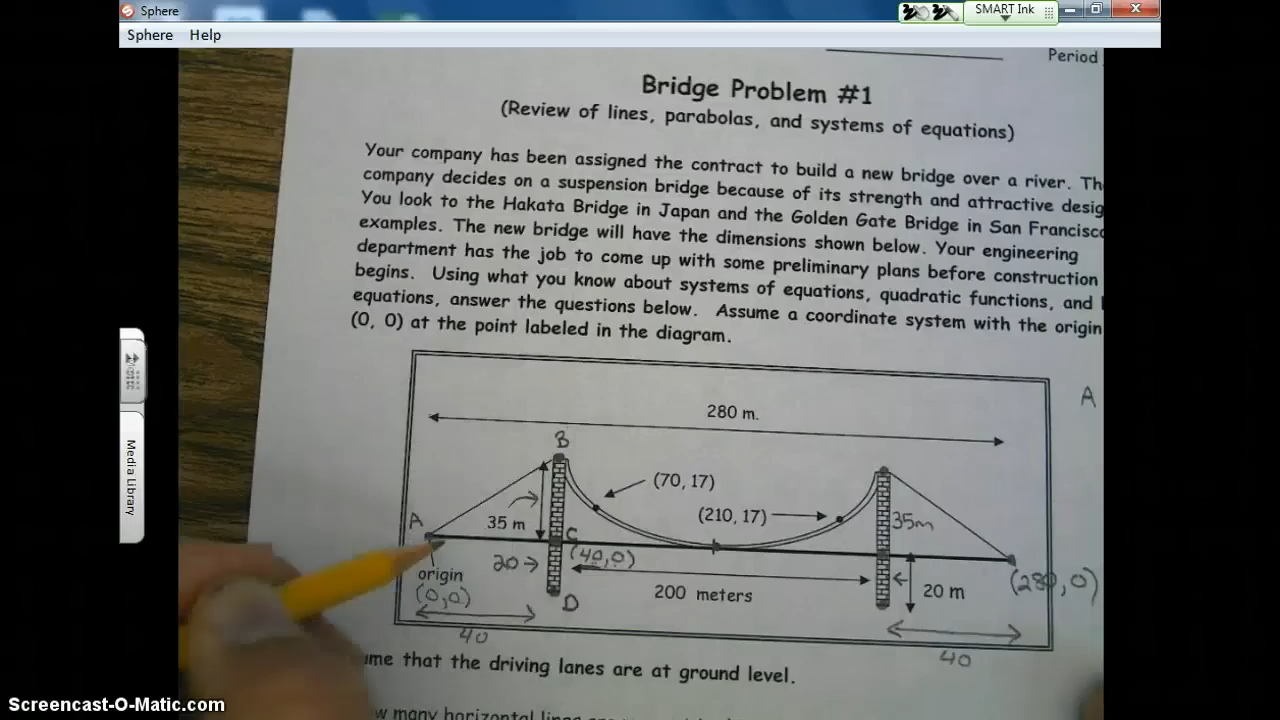 Sphere
SMART Ink
Sphere Help
Period
Bridge Problem #1
(Review of lines, parabolas, and systems of equations)
Your company has been assigned the contract to build a new bridge over a river. Th
company decides on a suspension bridge because of its strength and attractive desig
You look to the Hakata Bridge in Japan and the Golden Gate Bridge in San Francisco
examples. The new bridge will have the dimensions shown below. Your engineering
department has the job to come up with some preliminary plans before construction
begins. Using what you know about systems of equations, quadratic functions, and
equations, answer the questions below. Assume a coordinate system with the origin
(0, 0) at the point labeled in the diagram.
Media Library
A
280 m.
B
(70, 17)
(210, 17)
A
35 m
35m
C
(40,0)
20
origin
(0,0)
200 meters
20 m
(280,0)
D
40
40
ume that the driving lanes are at ground level.
w many horizontal lines are
Screencast-O-Matic.com